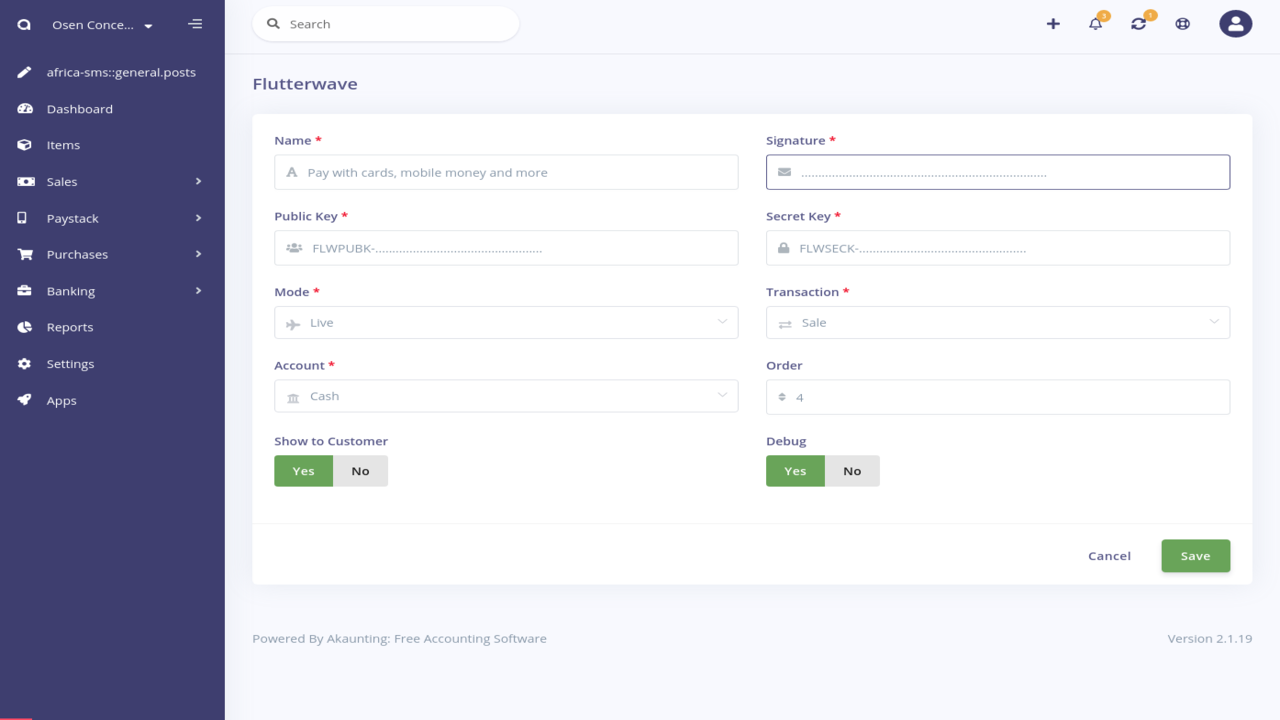 Osen Conce...
Search
3
1
africa-sms::general.posts
Dashboard
Items
Sales
Paystack
Purchases
Banking
Reports
Settings
Apps
Flutterwave
Name *
Signature *
Pay with cards, mobile money and more
........................................................................
Public Key *
Secret Key *
FLWPUBK-.................................................
FLWSECK-.................................................
Mode *
Transaction *
Live
Sale
Account *
Order
Cash
4
Show to Customer
Debug
Yes No
Yes No
Cancel Save
Powered By Akaunting: Free Accounting Software
Version 2.1.19